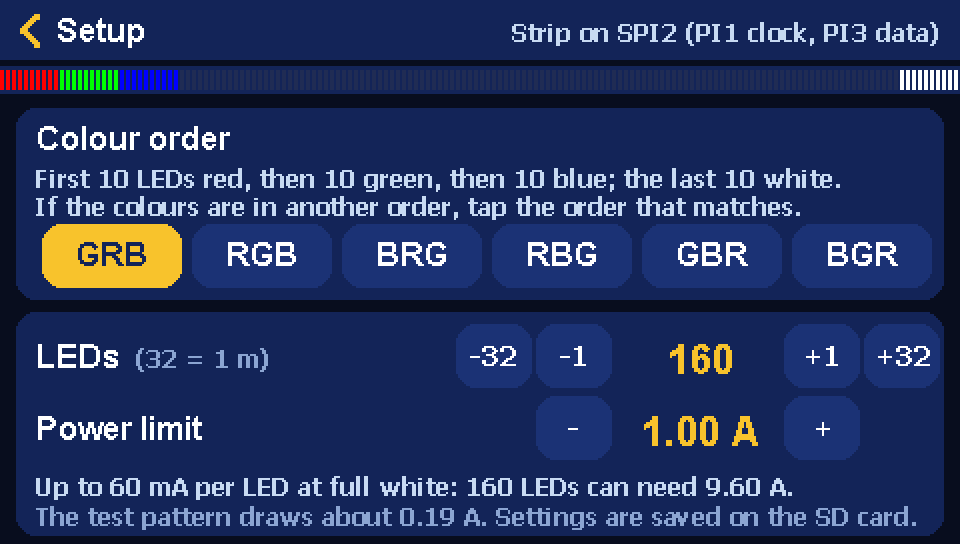 Setup
Strip on SPI2 (PI1 clock, PI3 data)
Colour order
First 10 LEDs red, then 10 green, then 10 blue; the last 10 white.
If the colours are in another order, tap the order that matches.
GRB RGB BRG RBG GBR BGR
LEDs (32 = 1 m) -32 -1 160 +1 +32
Power limit - 1.00 A +
Up to 60 mA per LED at full white: 160 LEDs can need 9.60 A.
The test pattern draws about 0.19 A. Settings are saved on the SD card.